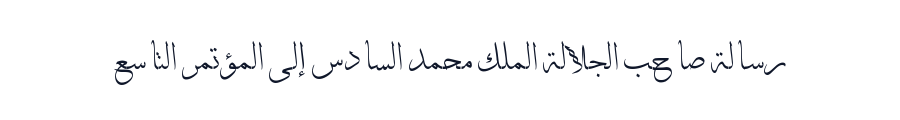 رسالة صاحب الجلالة الملك محمد السادس إلى المؤتمر التاسع